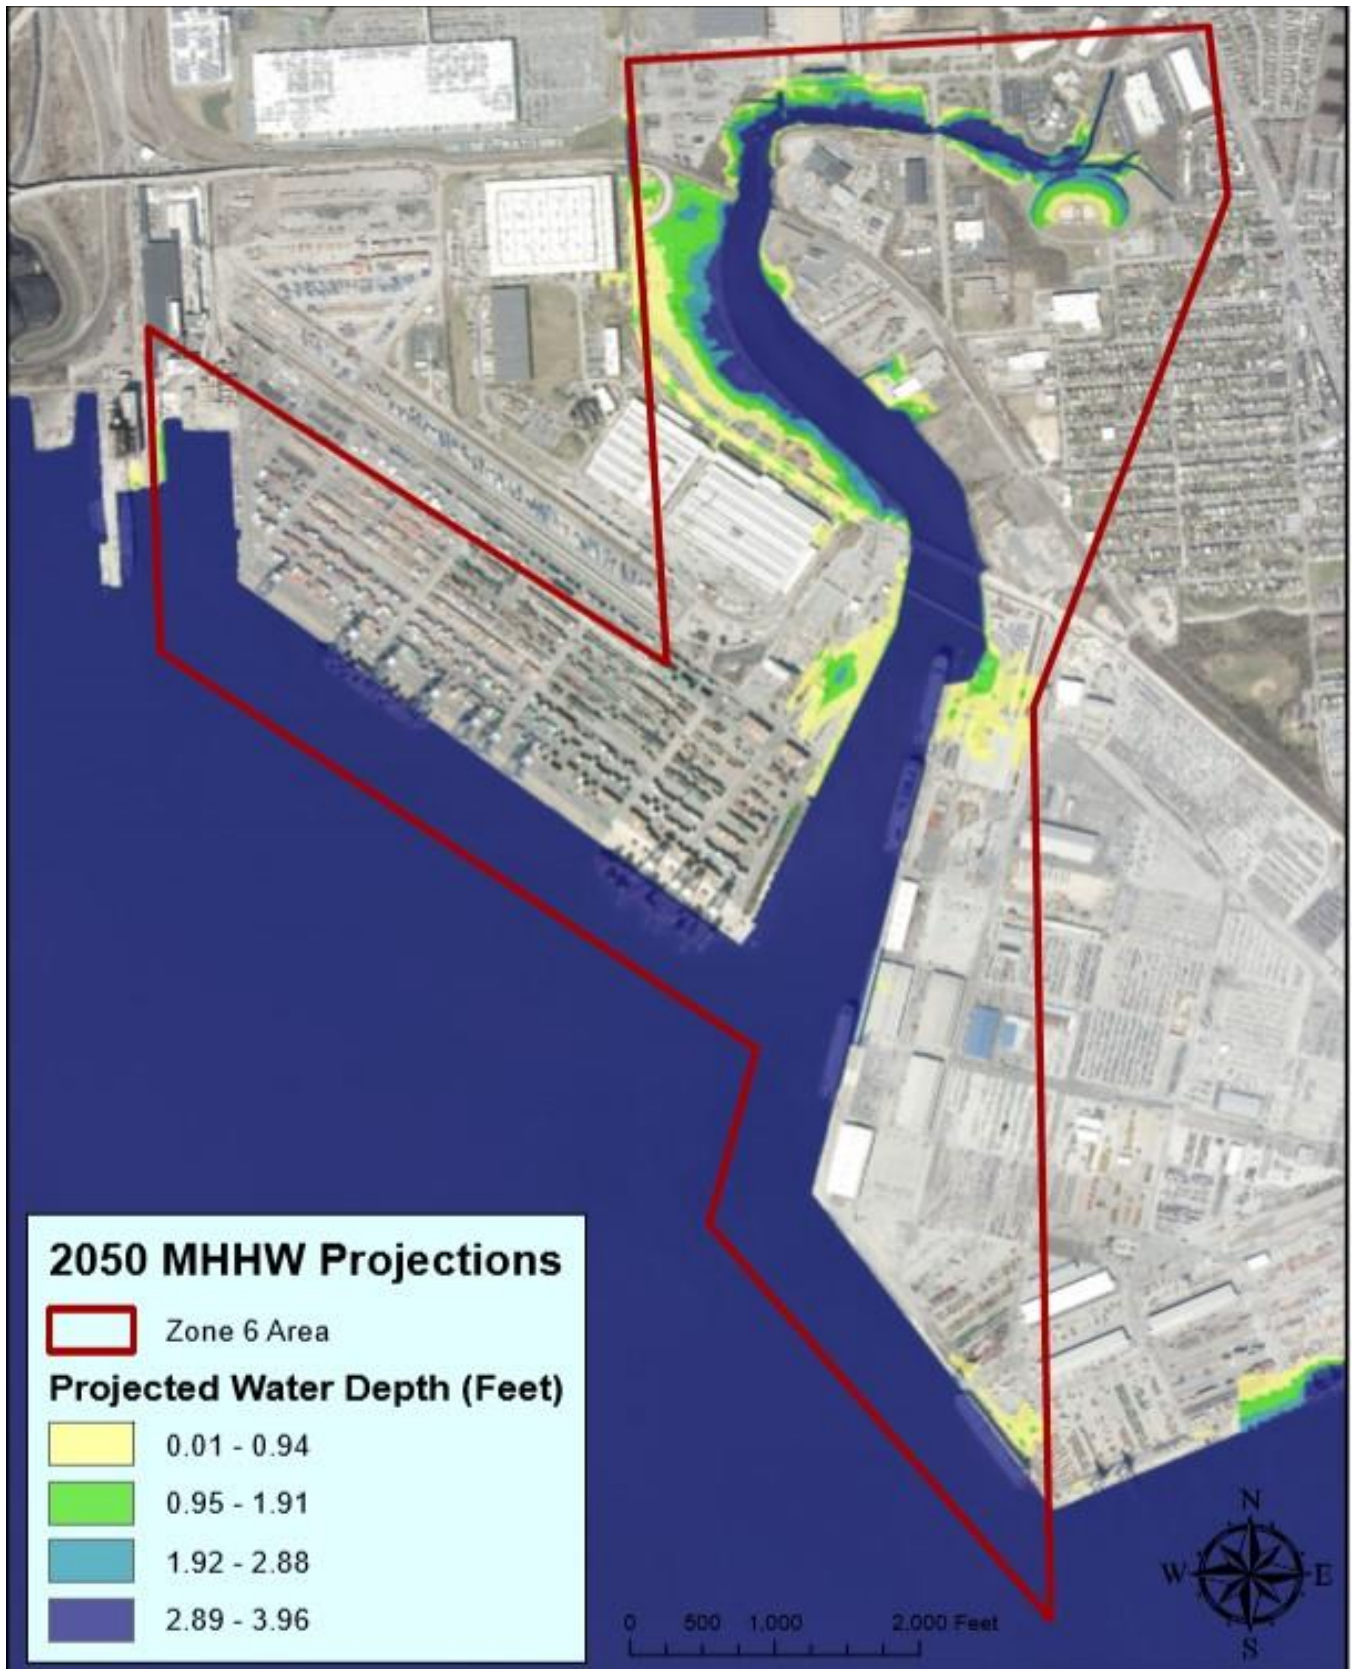 2050 MHHW Projections
Zone 6 Area
Projected Water Depth (Feet)
0.01 - 0.94
0.95 - 1.91
1.92 - 2.88
2.89 - 3.96
0 500 1,000 2,000 Feet
N
W E
S